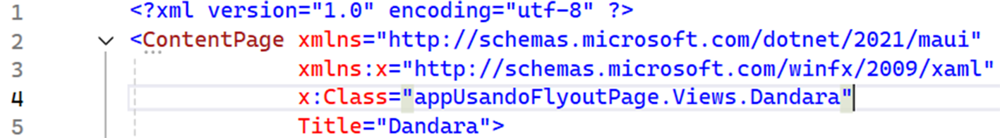 1 <?xml version="1.0" encoding="utf-8" ?>
2 <ContentPage xmlns="http://schemas.microsoft.com/dotnet/2021/maui"
3 xmlns:x="http://schemas.microsoft.com/winfx/2009/xaml"
4 x:Class="appUsandoFlyoutPage.Views.Dandara"
5 Title="Dandara">